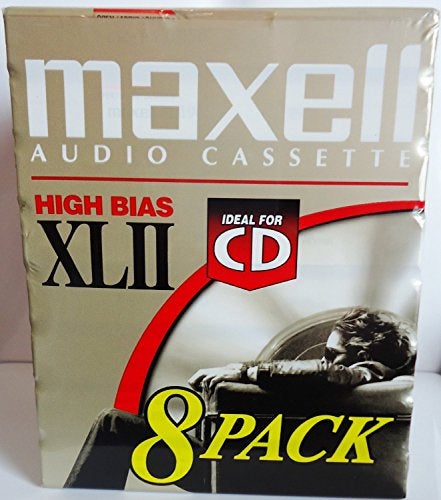 maxell
AUDIO CASSETTE
HIGH BIAS
XLII
IDEAL FOR
CD
8 PACK